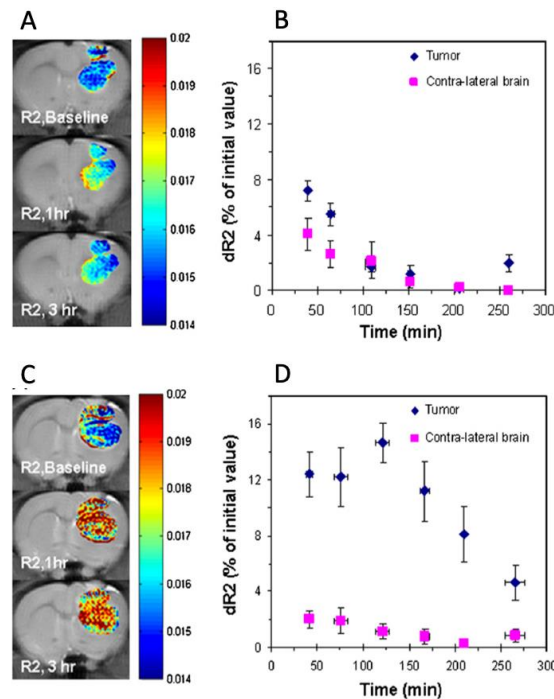 A
R2,Baseline
R2,1hr
R2, 3 hr
0.02
0.019
0.018
0.017
0.016
0.015
0.014
B
Tumor
Contra-lateral brain
dR2 (% of initial value)
16
12
8
4
0
0 50 100 150 200 250 300
Time (min)
C
R2,Baseline
R2,1hr
R2, 3 hr
0.02
0.019
0.018
0.017
0.016
0.015
0.014
D
Tumor
Contra-lateral brain
dR2 (% of initial value)
16
12
8
4
0
0 50 100 150 200 250 300
Time (min)